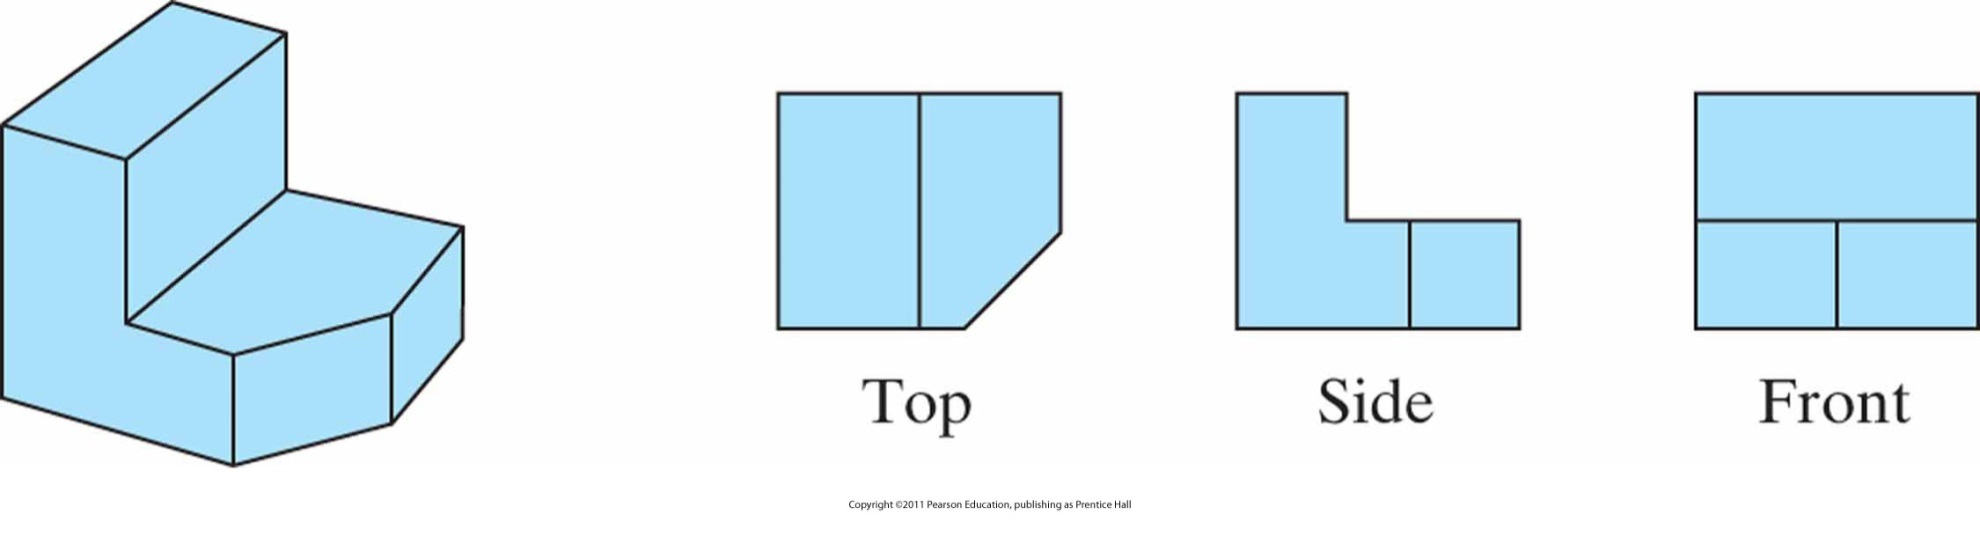 Top
Side
Front
Copyright ©2011 Pearson Education, publishing as Prentice Hall